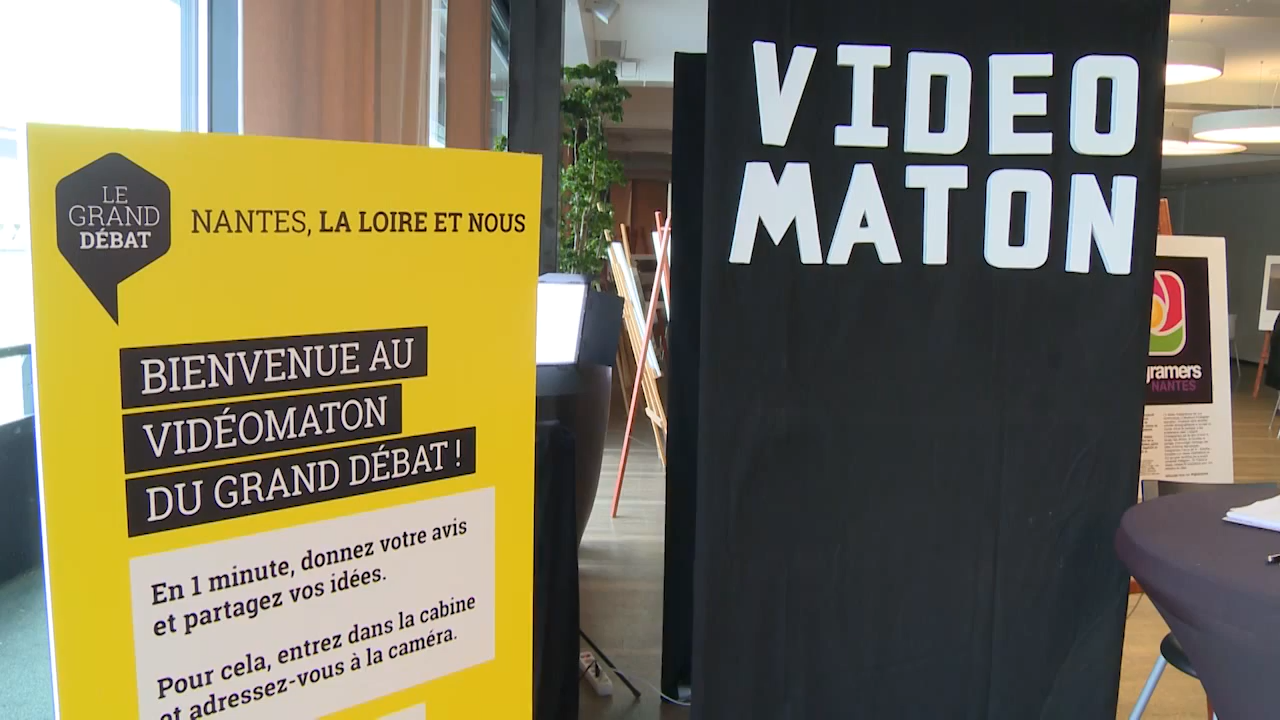 LE
GRAND
DÉBAT
NANTES, LA LOIRE ET NOUS
BIENVENUE AU
VIDÉOMATON
DU GRAND DÉBAT !
En 1 minute, donnez votre avis
et partagez vos idées.
Pour cela, entrez dans la cabine
et adressez-vous à la caméra.
VIDEO
MATON
gramers
NANTES